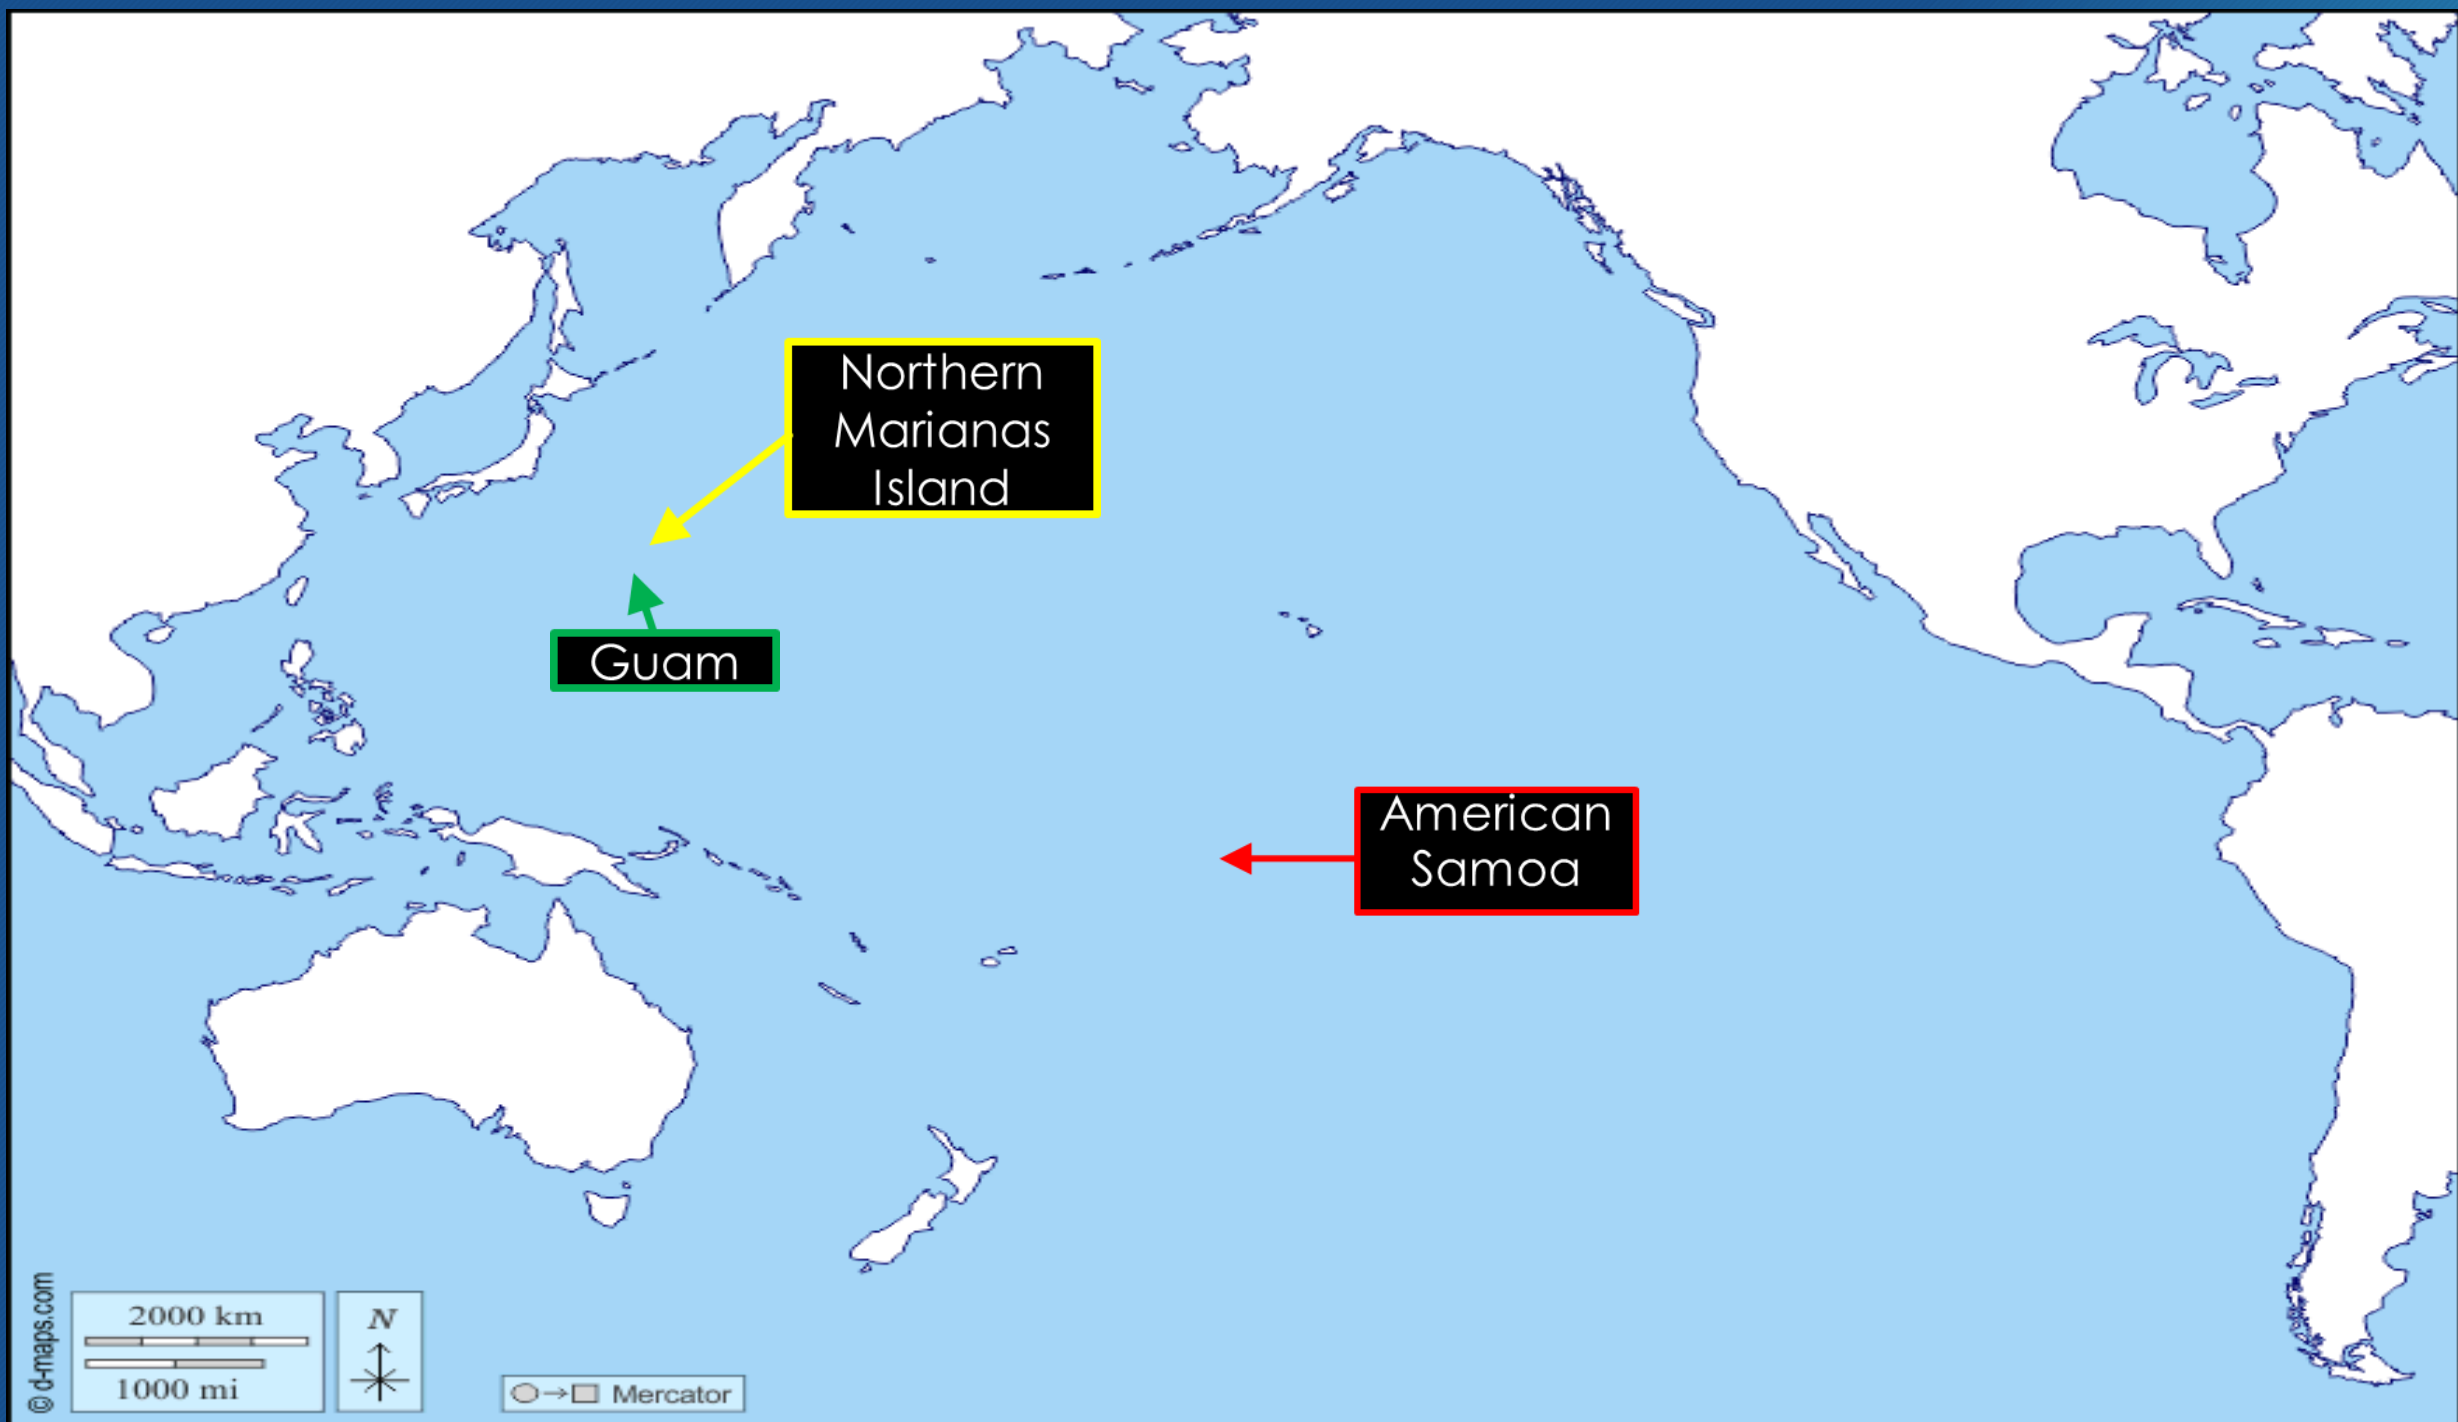 Northern
Marianas
Island
Guam
American
Samoa
© d-maps.com
2000 km
1000 mi
N
Mercator